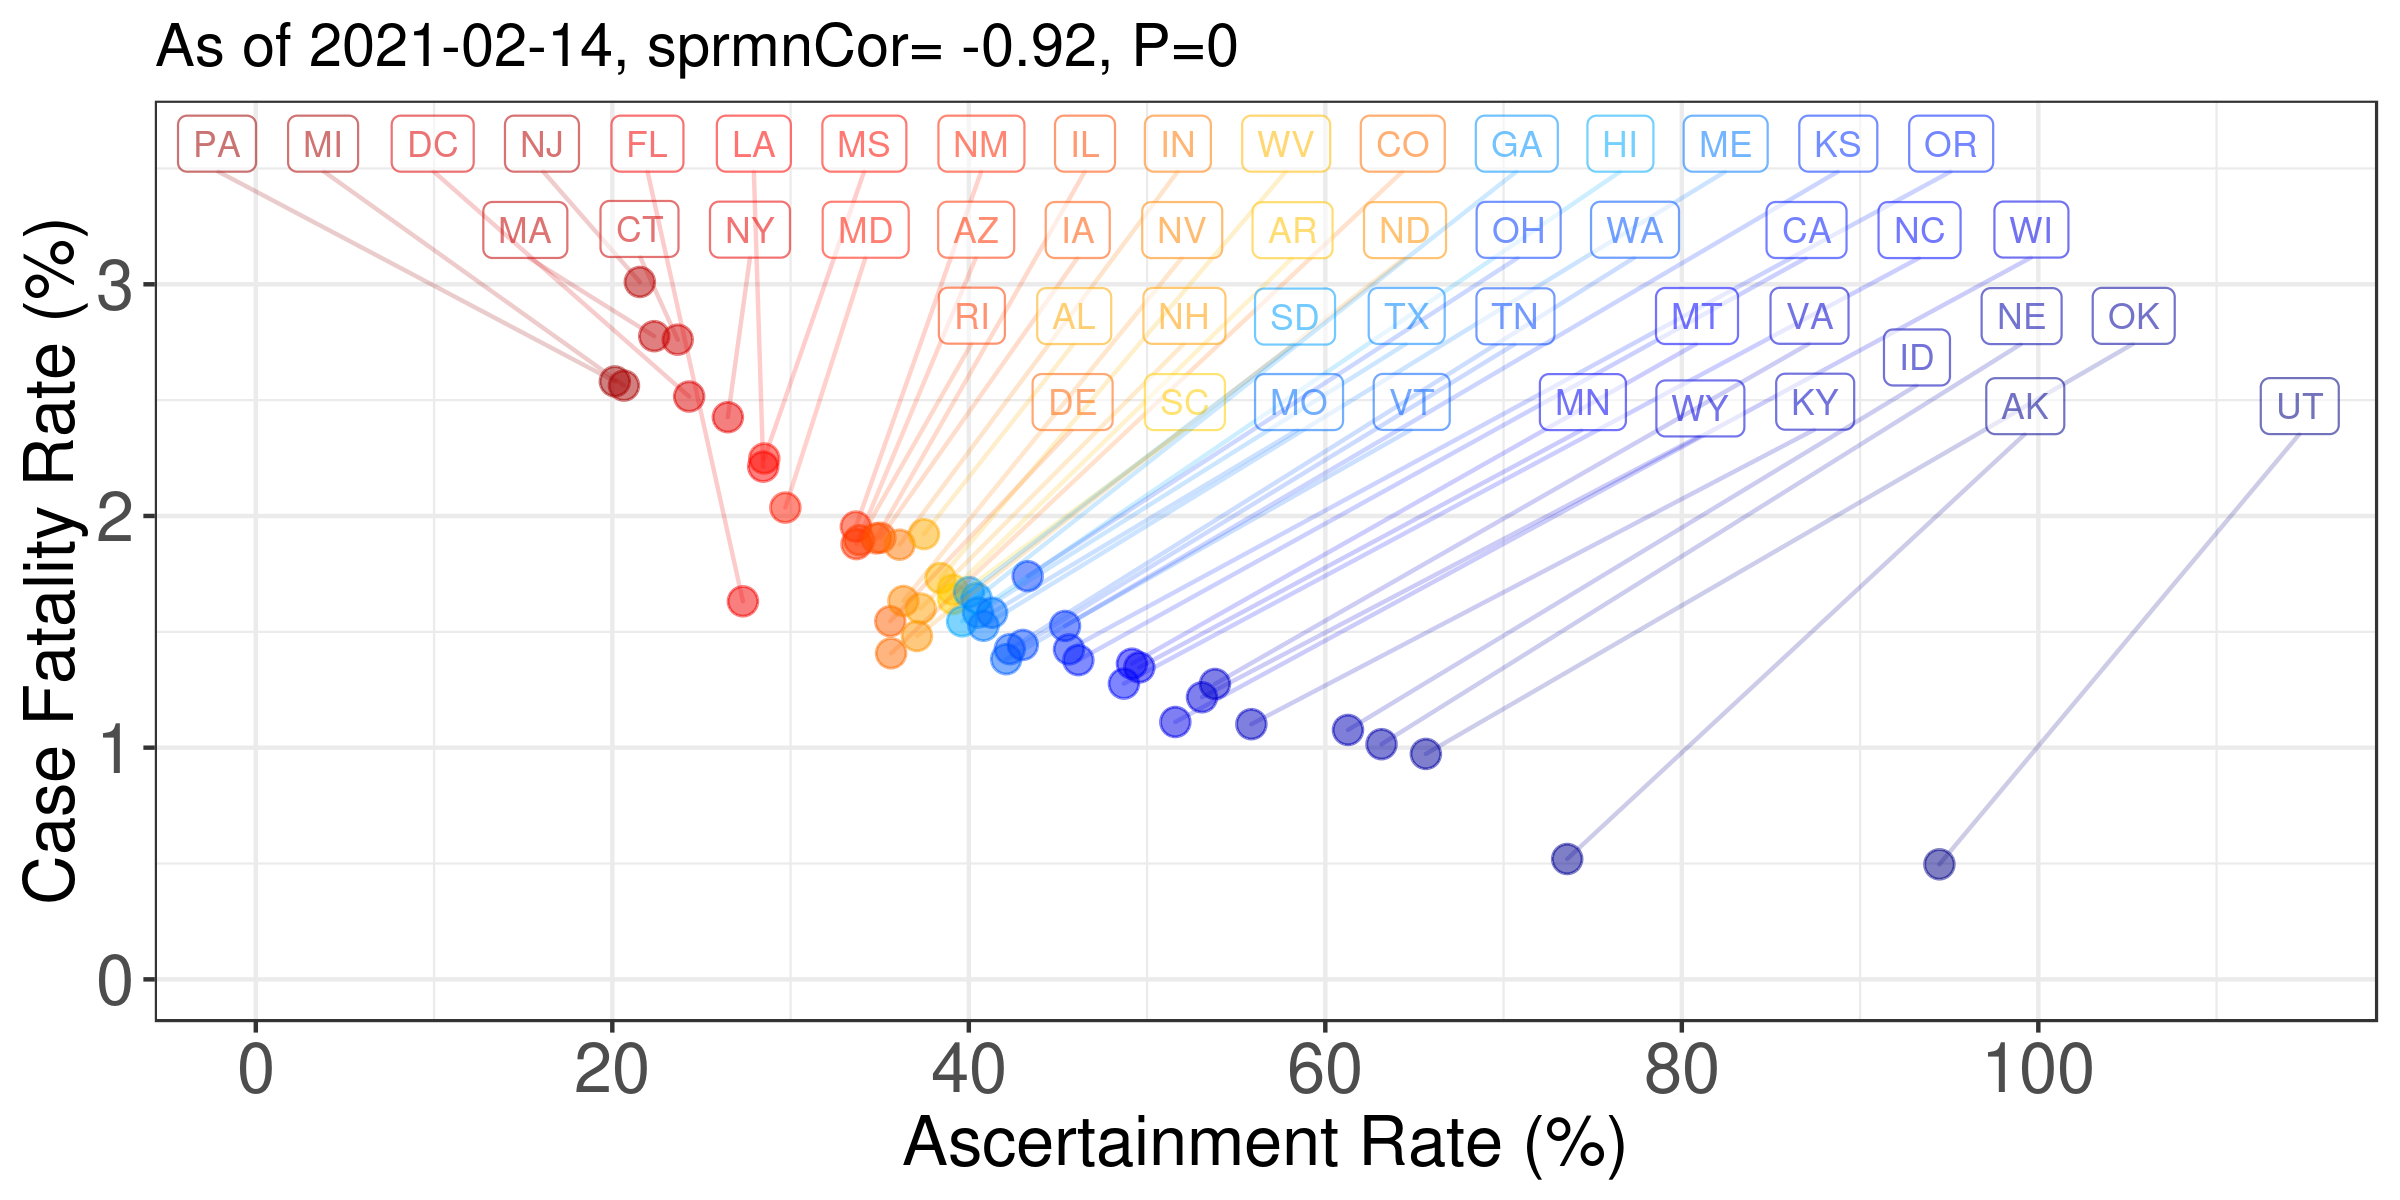 As of 2021-02-14, sprmnCor= -0.92, P=0
PA MI DC NJ FL LA MS NM IL IN WV CO GA HI ME KS OR
MA CT NY MD AZ IA NV AR ND OH WA CA NC WI
RI AL NH SD TX TN MT VA NE OK
ID
DE SC MO VT MN WY KY AK UT
Case Fatality Rate (%)
3
2
1
0
0 20 40 60 80 100
Ascertainment Rate (%)